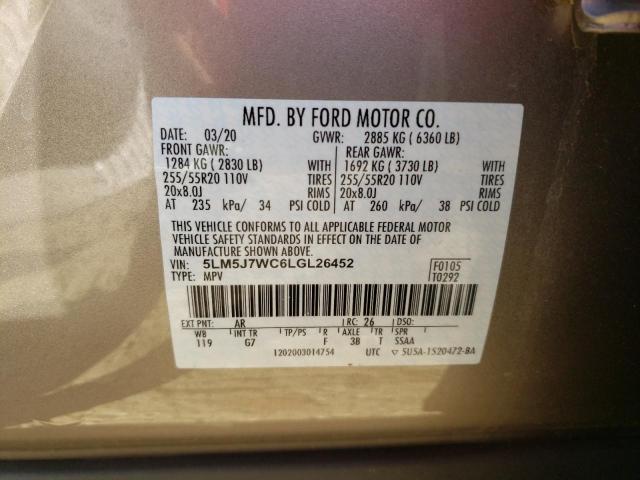 MFD. BY FORD MOTOR CO.
DATE: 03/20 GVWR: 2885 KG (6360 LB)
FRONT GAWR: REAR GAWR:
1284 KG (2830 LB) WITH 1692 KG (3730 LB) WITH
255/55R20 110V TIRES 255/55R20 110V TIRES
20x8.0J RIMS 20x8.0J RIMS
AT 235 kPa/ 34 PSI COLD AT 260 kPa/ 38 PSI COLD
THIS VEHICLE CONFORMS TO ALL APPLICABLE FEDERAL MOTOR
VEHICLE SAFETY STANDARDS IN EFFECT ON THE DATE OF
MANUFACTURE SHOWN ABOVE.
VIN: 5LM5J7WC6LGL26452 F0105
TYPE: MPV T0292
EXT PNT: AR RC: 26 DSO:
WB INT TR TP/PS R AXLE TR SPR
119 G7 F 3B T SSAA
1202003014754 UTC ▽ 5U5A-1520472-BA